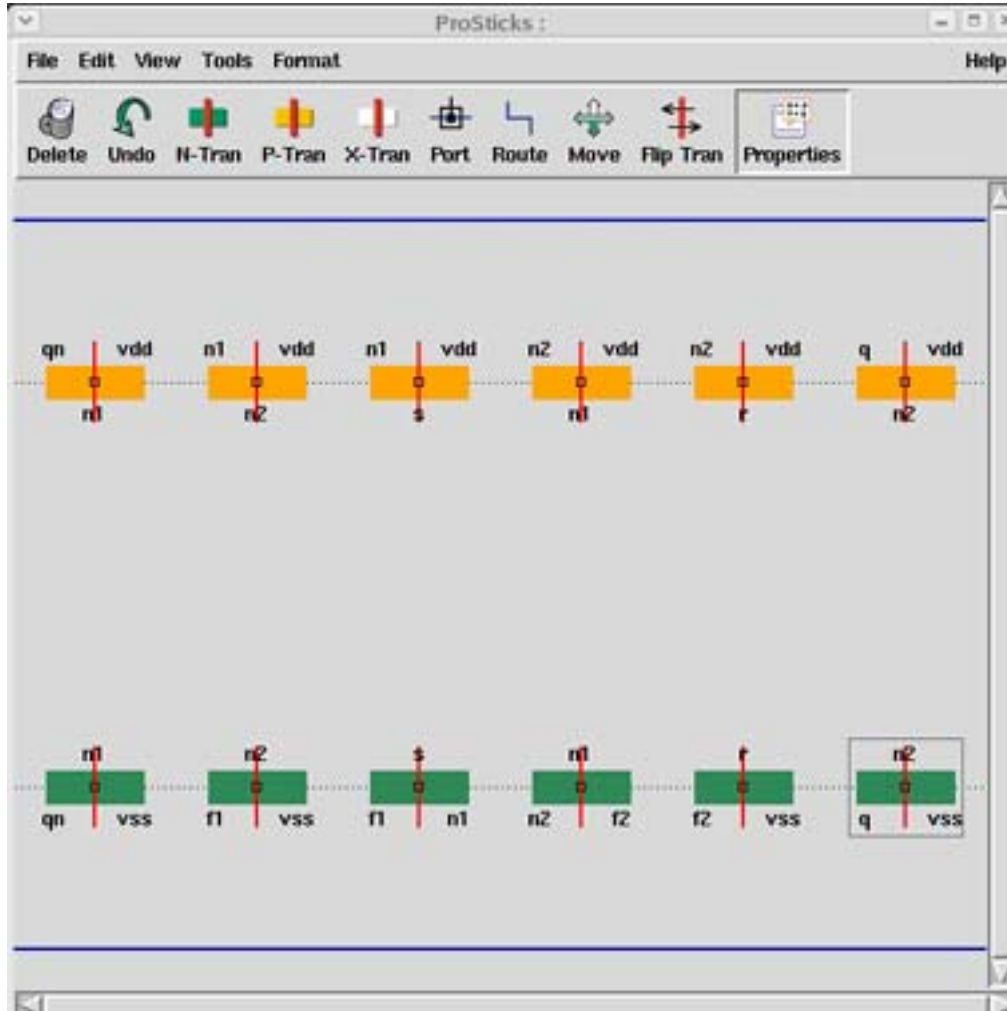 ProSticks :
File Edit View Tools Format Help
Delete Undo N-Tran P-Tran X-Tran Port Route Move Flip Tran Properties
qn vdd n1 vdd n1 vdd n2 vdd n2 vdd q vdd
n1 n2 s n1 r n2
n1 n2 s n1 r n2
qn vss f1 vss f1 n1 n2 f2 f2 vss q vss